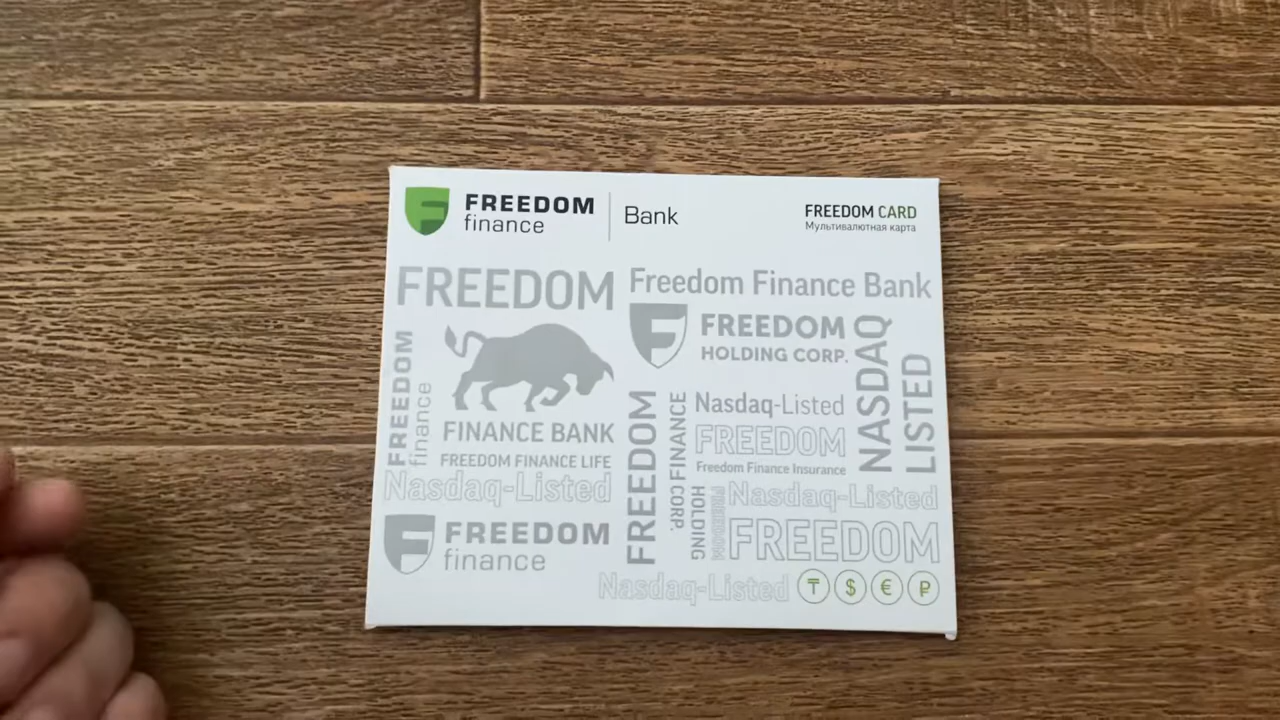 FREEDOM
finance
Bank
FREEDOM CARD
Мультивалютная карта
FREEDOM
Freedom Finance Bank
FREEDOM
HOLDING CORP.
NASDAQ
LISTED
FREEDOM
finance
FINANCE BANK
FREEDOM FINANCE LIFE
Nasdaq-Listed
FREEDOM
finance
FREEDOM
FINANCE
CORP.
HOLDING
Nasdaq-Listed
FREEDOM
Freedom Finance Insurance
FREEDOM
Nasdaq-Listed
FREEDOM
Nasdaq-Listed
₸ $ € ₽